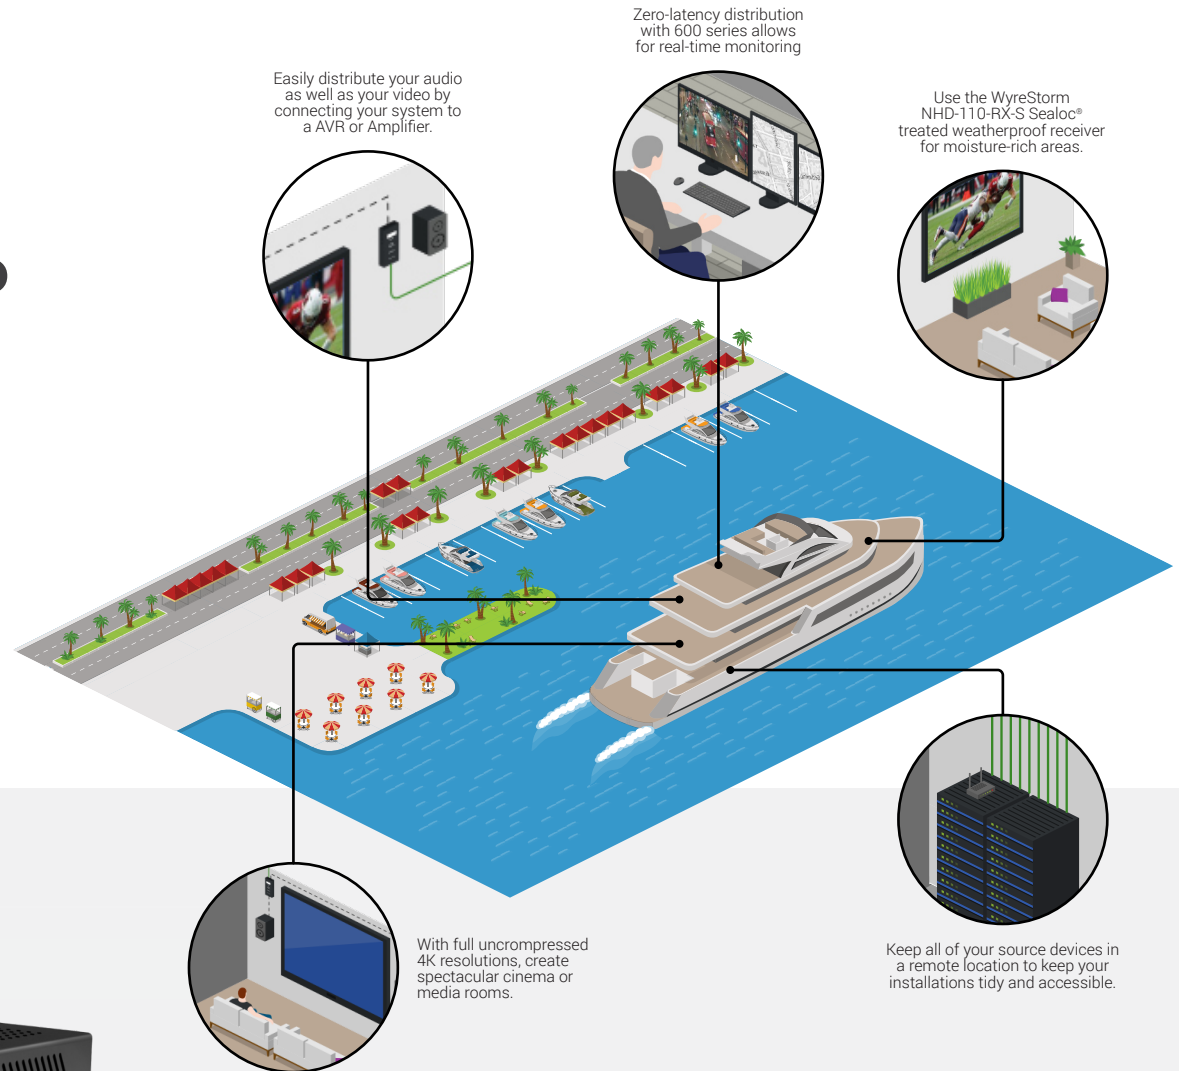 Zero-latency distribution
with 600 series allows
for real-time monitoring
Easily distribute your audio
as well as your video by
connecting your system to
a AVR or Amplifier.
Use the WyreStorm
NHD-110-RX-S Sealoc®
treated weatherproof receiver
for moisture-rich areas.
With full uncrompressed
4K resolutions, create
spectacular cinema or
media rooms.
Keep all of your source devices in
a remote location to keep your
installations tidy and accessible.